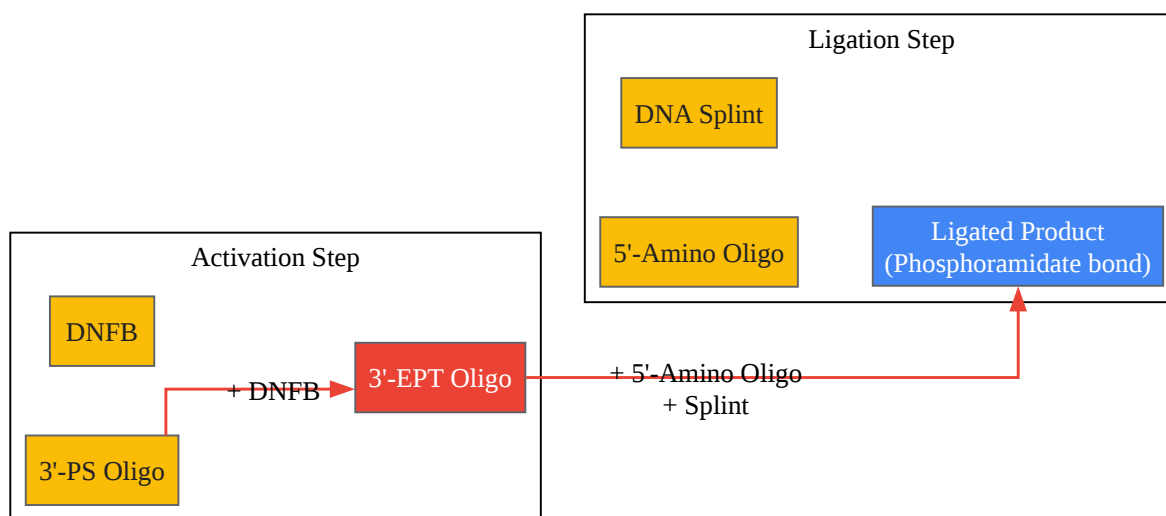 Ligation Step
DNA Splint
5'-Amino Oligo
Ligated Product
(Phosphoramidate bond)
Activation Step
DNFB
+ DNFB
3'-EPT Oligo
3'-PS Oligo
+ 5'-Amino Oligo
+ Splint